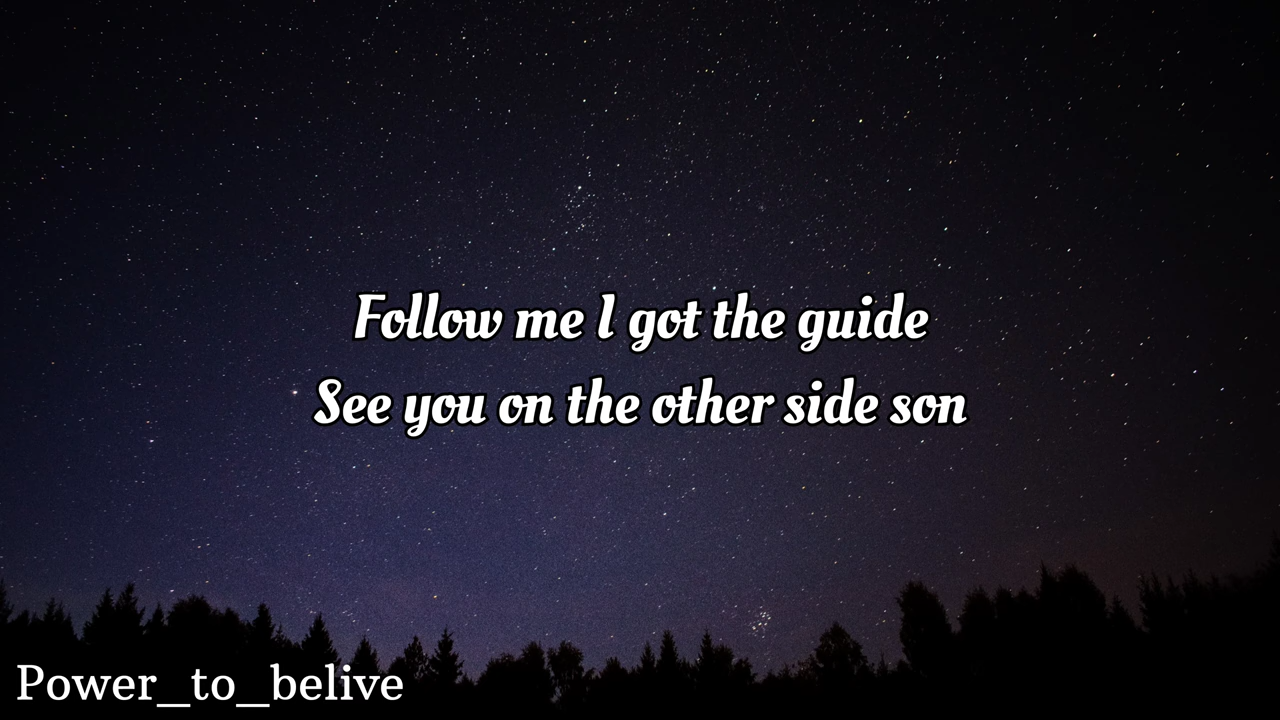 Follow me I got the guide
See you on the other side son
Power_to_belive